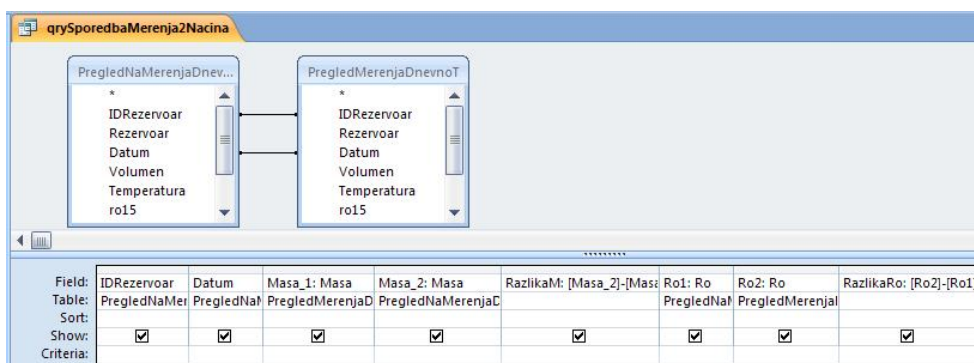 qrySporedbaMerenja2Nacina
PregledNaMerenjaDnev... PregledMerenjaDnevnoT
* *
IDRezervoar IDRezervoar
Rezervoar Rezervoar
Datum Datum
Volumen Volumen
Temperatura Temperatura
ro15 ro15
Field: IDRezervoar Datum Masa_1: Masa Masa_2: Masa RazlikaM: [Masa_2]-[Masa Ro1: Ro Ro2: Ro RazlikaRo: [Ro2]-[Ro1]
Table: PregledNaMer PregledNaM PregledMerenjaD PregledNaMerenjaD PregledNaM PregledMerenjal
Sort:
Show:
Criteria: